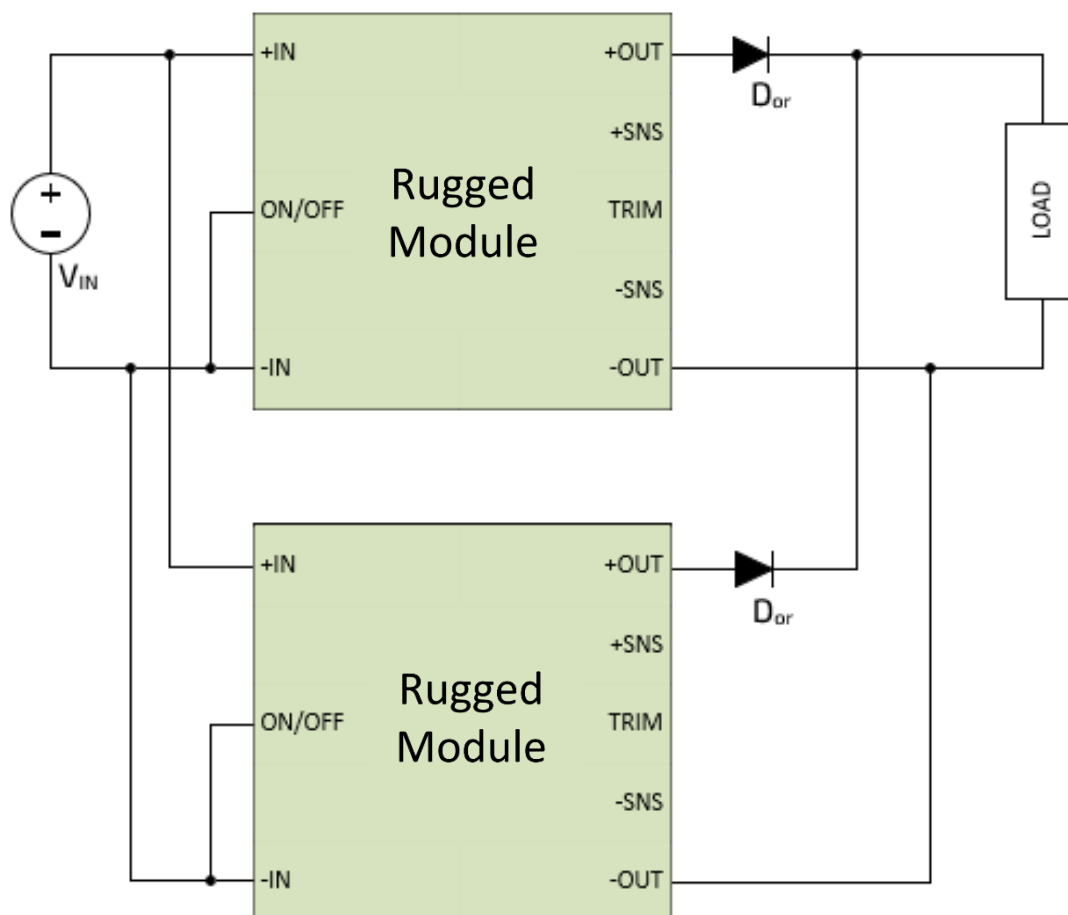 +IN
+OUT
Dor
+SNS
Rugged
Module
ON/OFF
TRIM
LOAD
+
-
VIN
-SNS
-IN
-OUT
+IN
+OUT
Dor
+SNS
Rugged
Module
ON/OFF
TRIM
-SNS
-IN
-OUT